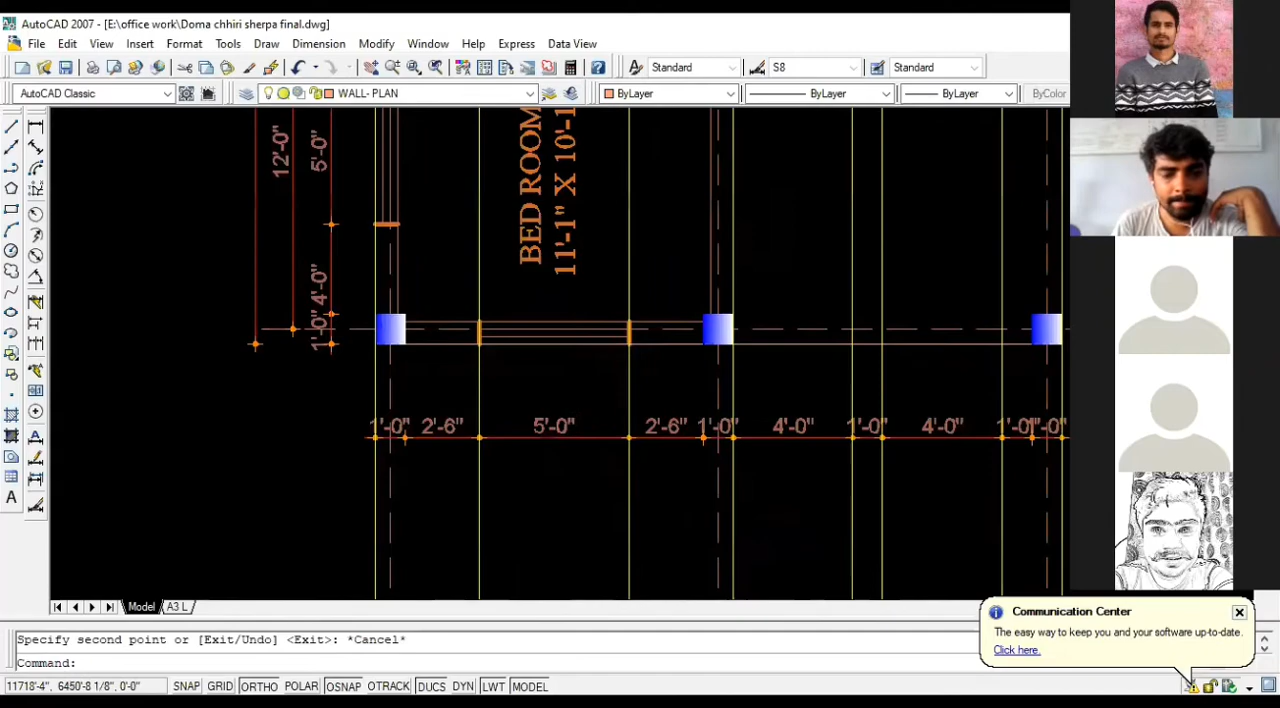 AutoCAD 2007 - [E:\office work\Doma chhiri sherpa final.dwg]
File Edit View Insert Format Tools Draw Dimension Modify Window Help Express Data View
Standard S8 Standard
AutoCAD Classic WALL- PLAN ByLayer ByLayer ByLayer ByColor
12'-0"
5'-0"
4'-0"
1'-0"
BED ROOM
11'-1" X 10'-1
1'-0" 2'-6" 5'-0" 2'-6" 1'-0" 4'-0" 1'-0" 4'-0" 1'-0" 1'-0"
Model A3 L
Specify second point or [Exit/Undo] <Exit>: *Cancel*
Command:
Communication Center
The easy way to keep you and your software up-to-date.
Click here.
11718'-4", 6450'-8 1/8", 0'-0" SNAP GRID ORTHO POLAR OSNAP OTRACK DUCS DYN LWT MODEL